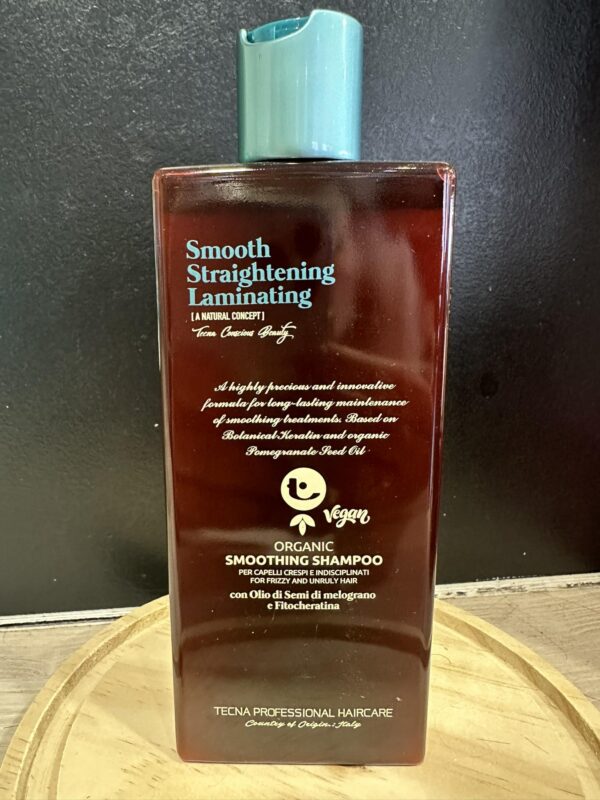 Smooth
Straightening
Laminating
[ A NATURAL CONCEPT ]
Tecna Conscious Beauty
A highly precious and innovative
formula for long-lasting maintenance
of smoothing treatments. Based on
Botanical Keratin and organic
Pomegranate Seed Oil
Vegan
ORGANIC
SMOOTHING SHAMPOO
PER CAPELLI CRESPI E INDISCIPLINATI
FOR FRIZZY AND UNRULY HAIR
con Olio di Semi di melograno
e Fitocheratina
TECNA PROFESSIONAL HAIRCARE
Country of Origin: Italy